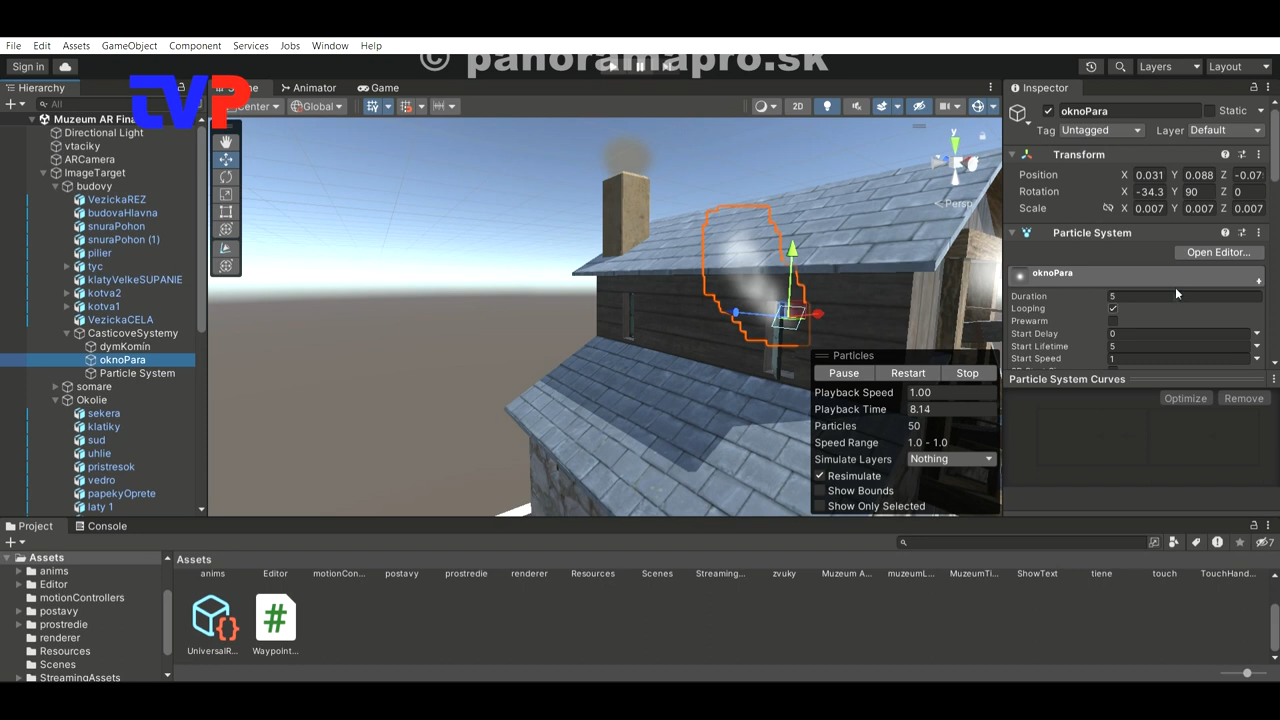 File Edit Assets GameObject Component Services Jobs Window Help
© panoramapro.sk
Sign in
Layers
Layout
TVP
Hierarchy
Animator
Game
Inspector
All
Center
Global
2D
oknoPara
Static
Tag Untagged
Layer Default
Transform
Position X 0.031 Y 0.088 Z -0.07
Rotation X -34.3 Y 90 Z 0
Scale X 0.007 Y 0.007 Z 0.007
Particle System
Open Editor...
oknoPara
Duration 5
Looping
Prewarm
Start Delay 0
Start Lifetime 5
Start Speed 1
Particle System Curves
Optimize Remove
Muzeum AR Fina
Directional Light
vtaciky
ARCamera
ImageTarget
budovy
VezickaREZ
budovaHlavna
snuraPohon
snuraPohon (1)
pilier
tyc
klatyVelkeSUPANIE
kotva2
kotva1
VezickaCELA
CasticoveSystemy
dymKomín
oknoPara
Particle System
somare
Okolie
sekera
klatiky
sud
uhlie
pristresok
vedro
papekyOprete
laty 1
y
Persp
Particles
Pause Restart Stop
Playback Speed 1.00
Playback Time 8.14
Particles 50
Speed Range 1.0 - 1.0
Simulate Layers Nothing
Resimulate
Show Bounds
Show Only Selected
Project
Console
7
Assets
anims
Editor
motionControllers
postavy
prostredie
renderer
Resources
Scenes
StreamingAssets
Assets
anims Editor motionCon... postavy prostredie renderer Resources Scenes Streaming... zvuky Muzeum A... muzeumL... MuzeumTi... ShowText tiene touch TouchHand...
UniversalR... Waypoint...